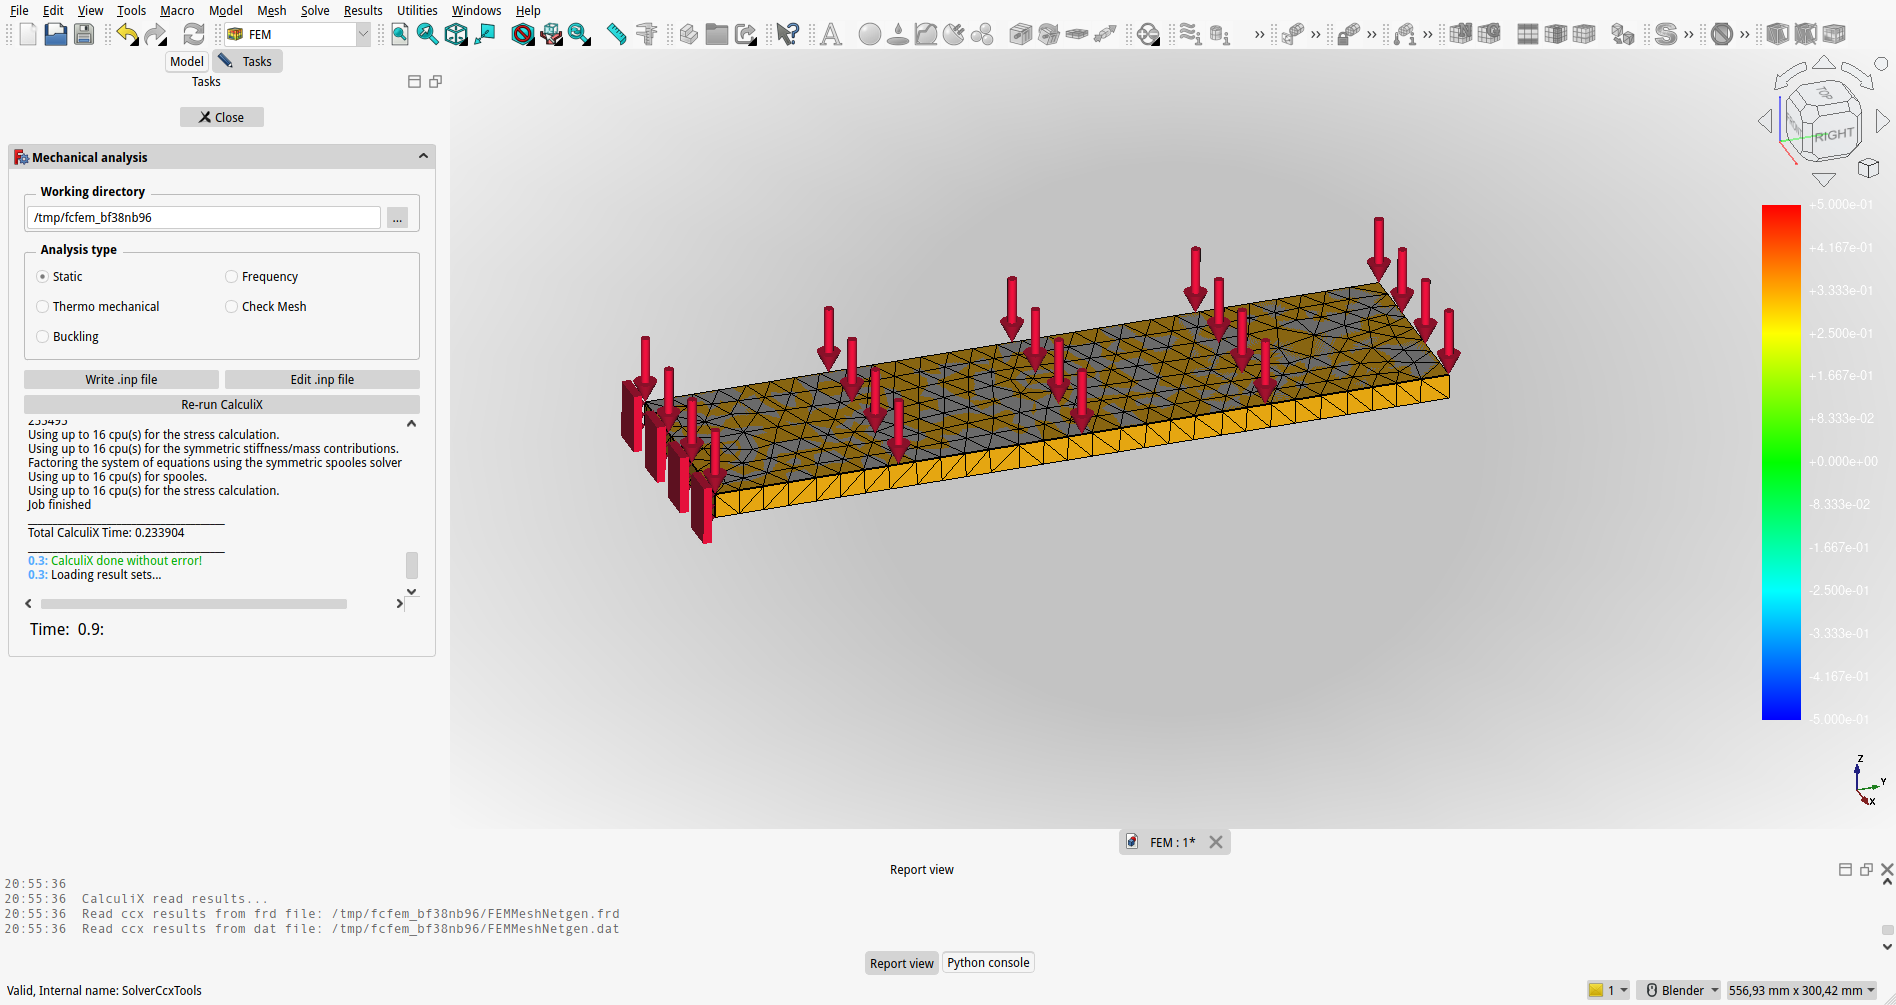 File Edit View Tools Macro Model Mesh Solve Results Utilities Windows Help
FEM
Model Tasks
Tasks
Close
Mechanical analysis
Working directory
/tmp/fcfem_bf38nb96
...
Analysis type
Static Frequency
Thermo mechanical Check Mesh
Buckling
Write .inp file Edit .inp file
Re-run CalculiX
255495
Using up to 16 cpu(s) for the stress calculation.
Using up to 16 cpu(s) for the symmetric stiffness/mass contributions.
Factoring the system of equations using the symmetric spooles solver
Using up to 16 cpu(s) for spooles.
Using up to 16 cpu(s) for the stress calculation.
Job finished
Total CalculiX Time: 0.233904
0.3: CalculiX done without error!
0.3: Loading result sets...
Time: 0.9:
TOP
RIGHT
+5.000e-01
+4.167e-01
+3.333e-01
+2.500e-01
+1.667e-01
+8.333e-02
+0.000e+00
-8.333e-02
-1.667e-01
-2.500e-01
-3.333e-01
-4.167e-01
-5.000e-01
Z
Y
X
FEM : 1*
Report view
20:55:36
20:55:36 CalculiX read results...
20:55:36 Read ccx results from frd file: /tmp/fcfem_bf38nb96/FEMMeshNetgen.frd
20:55:36 Read ccx results from dat file: /tmp/fcfem_bf38nb96/FEMMeshNetgen.dat
Report view Python console
Valid, Internal name: SolverCcxTools
1 Blender 556,93 mm x 300,42 mm